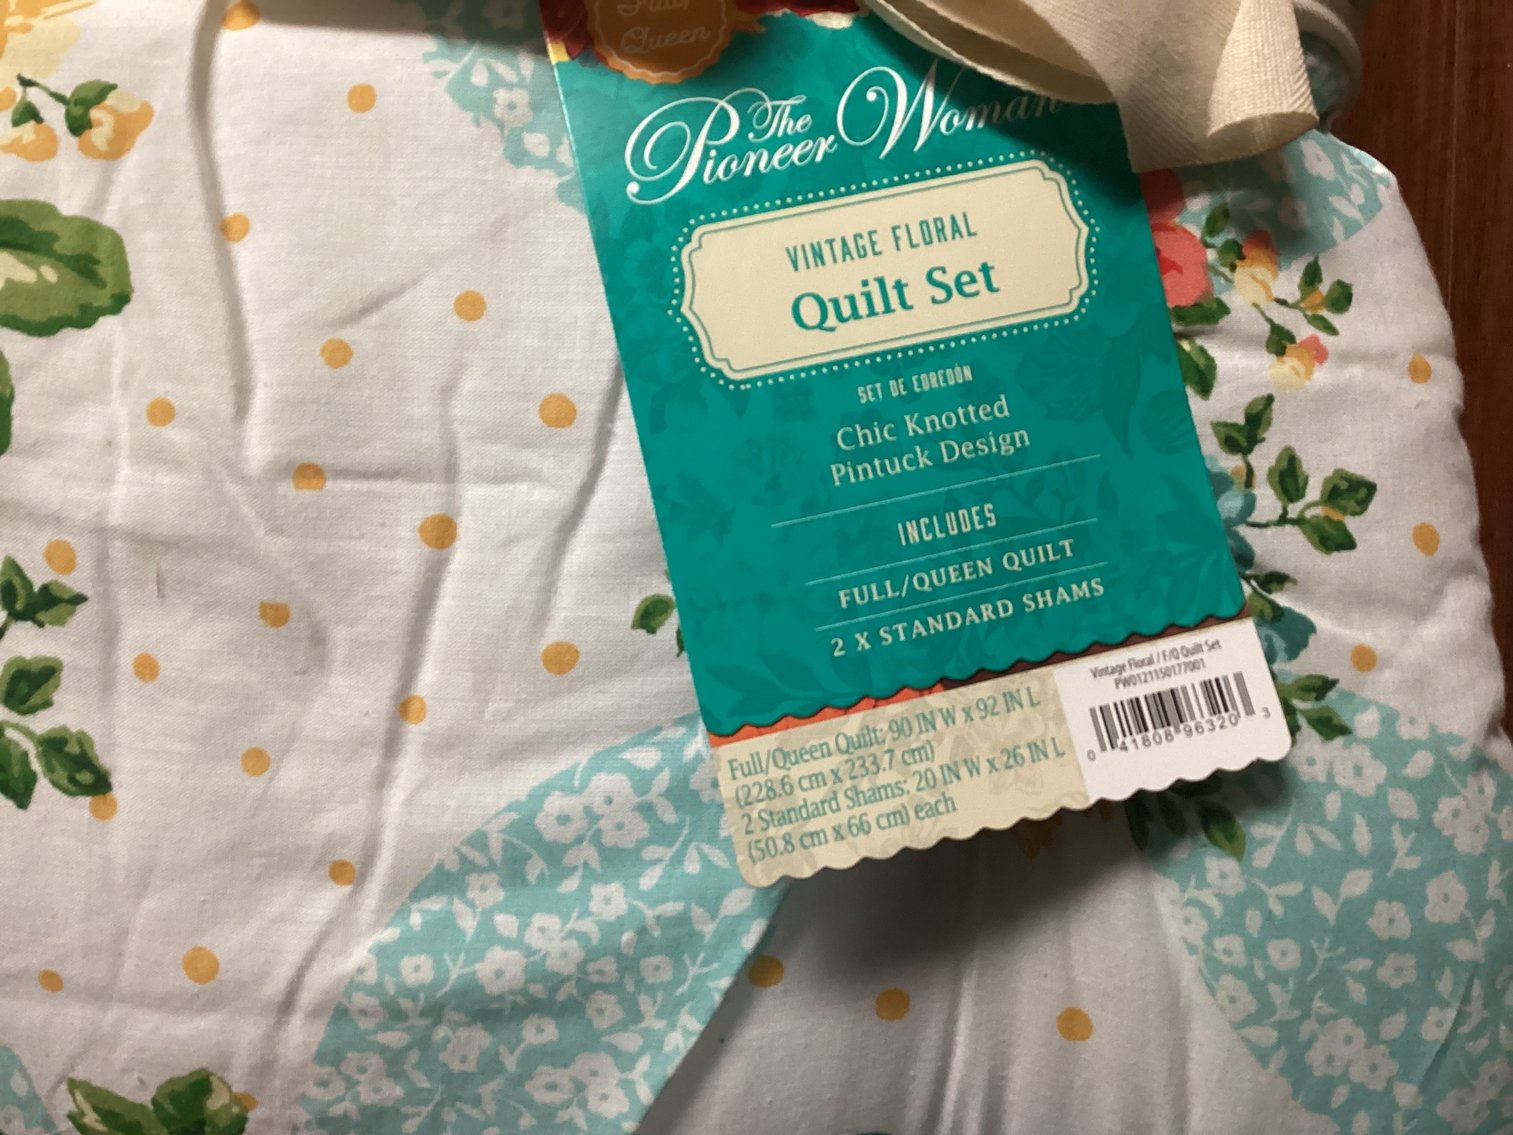 Full/
Queen
The
Pioneer Woman
VINTAGE FLORAL
Quilt Set
SET DE EDREDÓN
Chic Knotted
Pintuck Design
INCLUDES
FULL/QUEEN QUILT
2 X STANDARD SHAMS
Full/Queen Quilt: 90 IN W x 92 IN L
(228.6 cm x 233.7 cm)
2 Standard Shams: 20 IN W x 26 IN L
(50.8 cm x 66 cm) each
Vintage Floral / F/Q Quilt Set
PW0121150177001
0 41808 96320 3